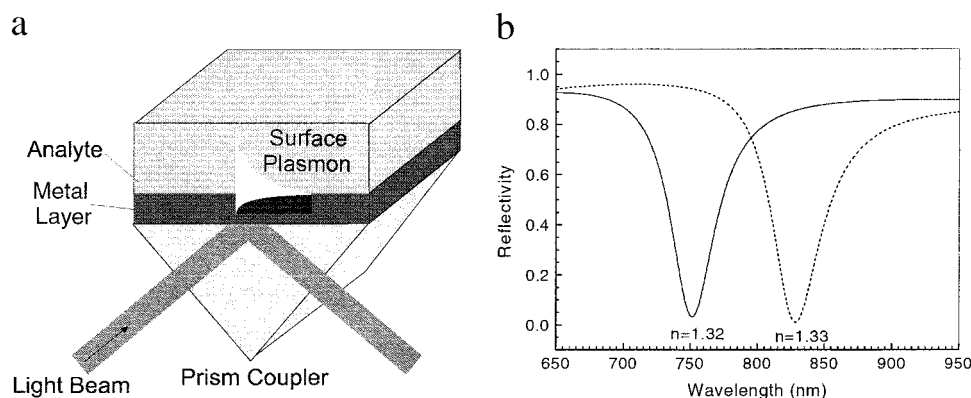 a
Analyte
Metal
Layer
Surface
Plasmon
Light Beam
Prism Coupler
b
Reflectivity
1.0
0.8
0.6
0.4
0.2
0.0
n=1.32
n=1.33
650 700 750 800 850 900 950
Wavelength (nm)